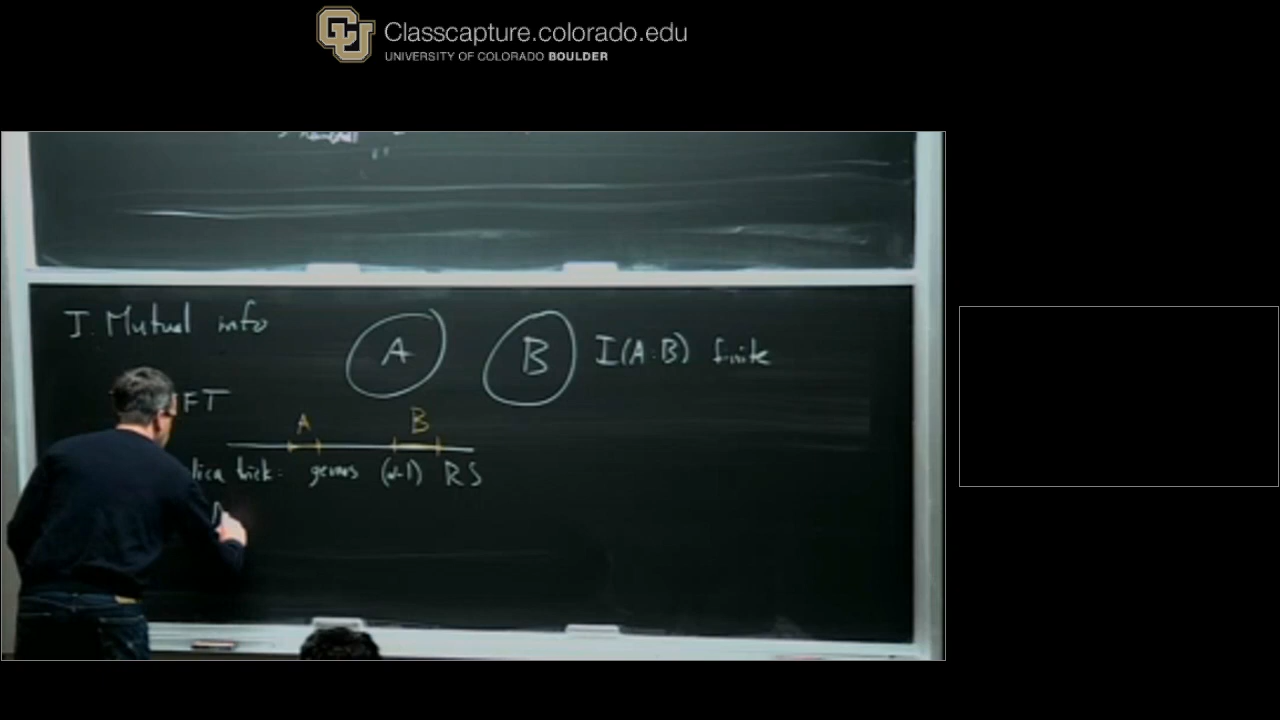 Classcapture.colorado.edu
UNIVERSITY OF COLORADO BOULDER
I. Mutual info
A
B
I(A:B) finite
FT
A
B
lica trick: genus (α-1) RS